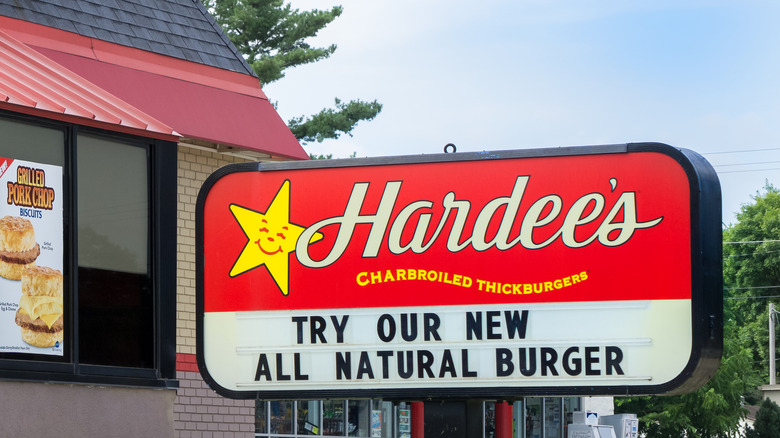 GRILLED
PORK CHOP
BISCUITS
Hardee's
CHARBROILED THICKBURGERS
TRY OUR NEW
ALL NATURAL BURGER